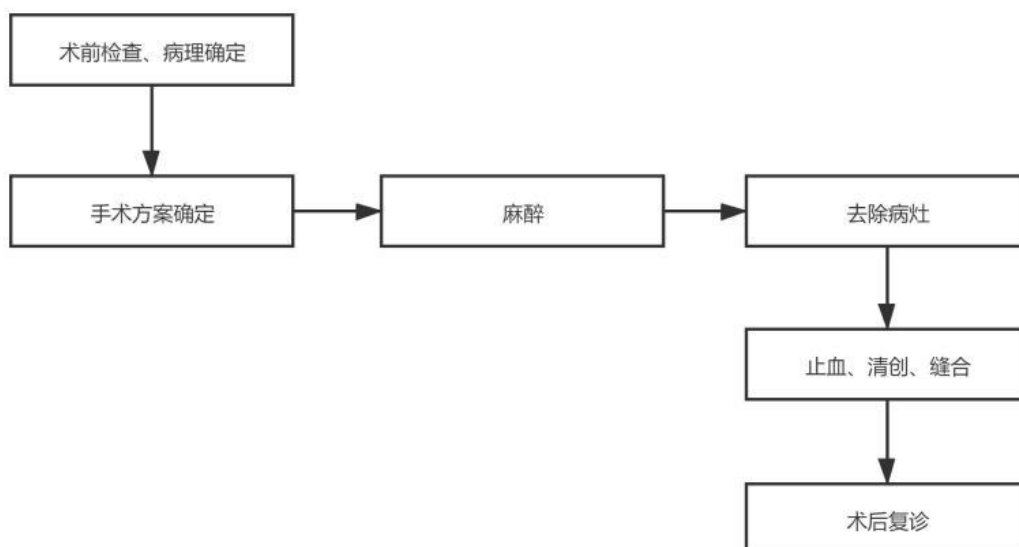 术前检查、病理确定
手术方案确定
麻醉
去除病灶
止血、清创、缝合
术后复诊